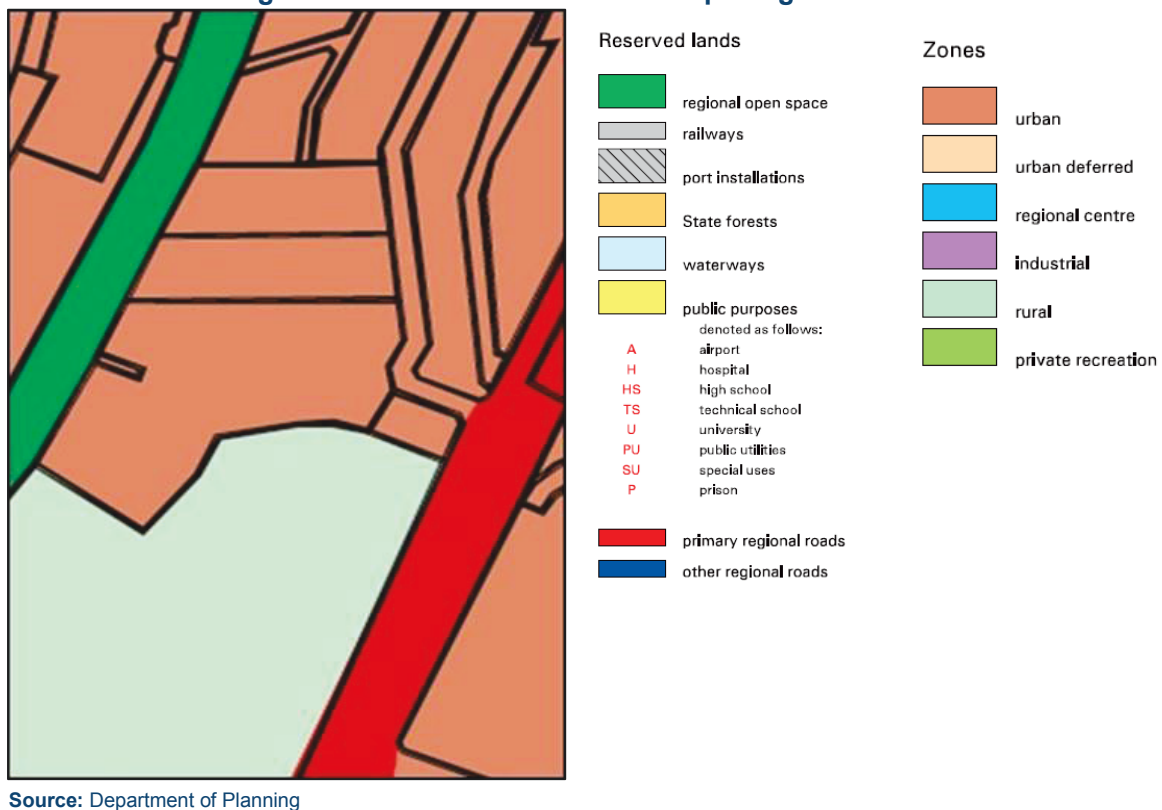 Reserved lands
regional open space
railways
port installations
State forests
waterways
public purposes
denoted as follows:
A airport
H hospital
HS high school
TS technical school
U university
PU public utilities
SU special uses
P prison
primary regional roads
other regional roads
Zones
urban
urban deferred
regional centre
industrial
rural
private recreation
Source: Department of Planning